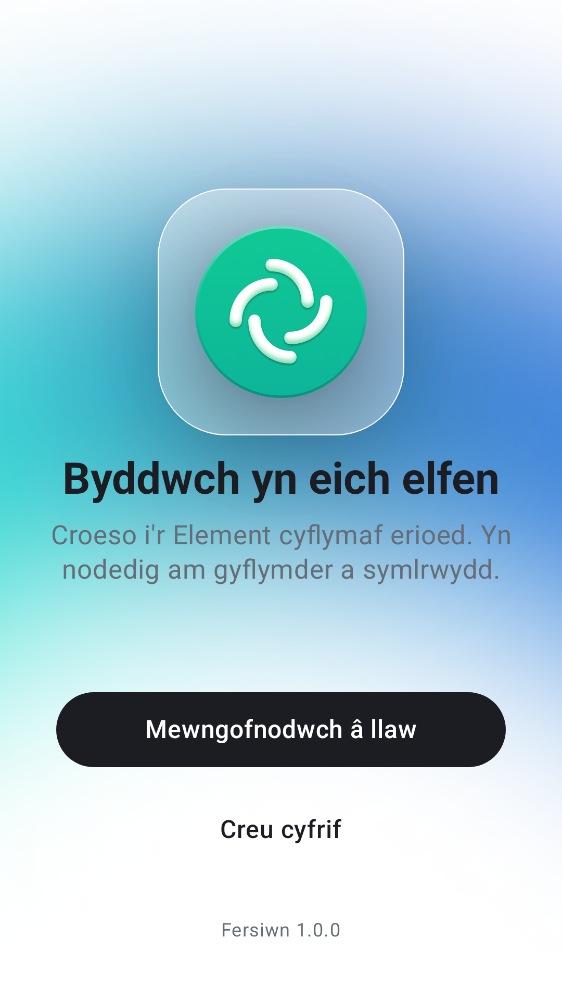 Byddwch yn eich elfen
Croeso i'r Element cyflymaf erioed. Yn
nodedig am gyflymder a symlrwydd.
Mewngofnodwch â llaw
Creu cyfrif
Fersiwn 1.0.0